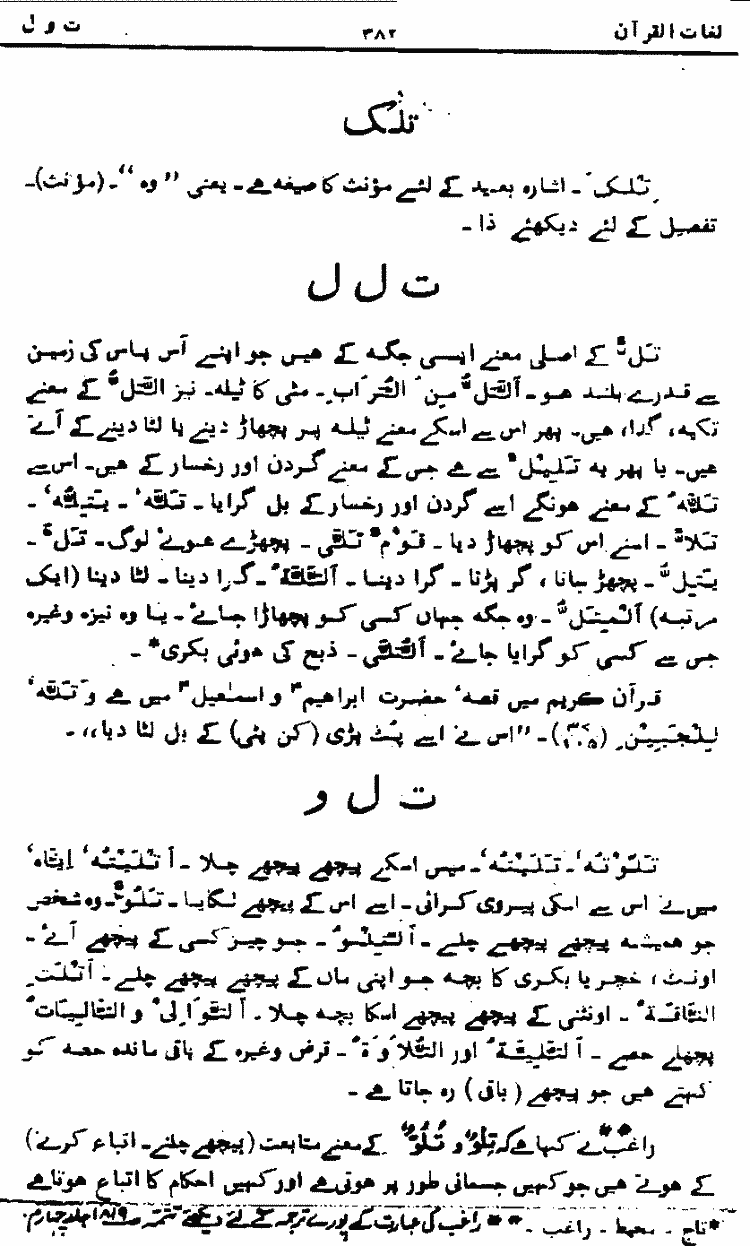 لغات القرآن ۳۸۲ ت و ل
تلک
تِلْکَ ۔ اشارہ بعید کے لئے مؤنث کا صیغہ ہے ۔ یعنی ”وہ“ ۔ (مؤنث) ۔
تفصیل کے لئے دیکھئے ذا ۔
ت ل ل
تَلٌّ کے اصلی معنے ایسی جگہ کے ہیں جو اپنے آس پاس کی زمین
سے قدرے بلند ہو ۔ اَلتَّلُّ مِنَ التُّرَابِ ۔ مٹی کا ٹیلہ ۔ نیز اَلتَّلُّ کے معنے
تکیہ، گدا، ہیں ۔ پھر اس سے اسکے معنے ٹیلہ پر پچھاڑ دینے یا لٹا دینے کے آئے
ہیں ۔ یا پھر یہ تَلِیْلٌ سے ہے جس کے معنے گردن اور رخسار کے ہیں ۔ اس سے
تَلَّہٗ کے معنے ہونگے اسے گردن اور رخسار کے بل گرایا ۔ تَلَّہٗ ۔ یَتُلُّہٗ ۔
تَلًّا ۔ اسنے اس کو پچھاڑ دیا ۔ قَوْمٌ تَلّٰی ۔ پچھڑے ہوئے لوگ ۔ تَلَّ ۔
یَتِلُّ ۔ پچھڑ جانا ، گر پڑنا ۔ گرا دینا ۔ اَلتَّلَّۃُ ۔ گرا دینا ۔ لٹا دینا (ایک
مرتبہ) اَلْمِتَلُّ ۔ وہ جگہ جہاں کسی کو پچھاڑا جائے ۔ یا وہ نیزہ وغیرہ
جس سے کسی کو گرایا جائے ۔ اَلتُّلّٰی ۔ ذبح کی ہوئی بکری* ۔
قرآن کریم میں قصہٴ حضرت ابراھیمؑ و اسمٰعیلؑ میں ہے وَ تَلَّہٗ
لِلْجَبِیْنِ ( ) ۔ ”اس نے اسے پٹ پڑی (کن پٹی) کے بل لٹا دیا“ ۔
ت ل و
تَلَوْتُہٗ ۔ تَلَیْتُہٗ ۔ میں اسکے پیچھے پیچھے چلا ۔ اَتْلَیْتُہٗ اِیَّاہُ
میں نے اس سے اسکی پیروی کرائی ۔ اسے اس کے پیچھے لگایا ۔ تَلُوٌّ ۔ وہ شخص
جو ہمیشہ پیچھے پیچھے چلے ۔ اَلتِّلْوُ ۔ جو چیز کسی کے پیچھے آئے ۔
اونٹ ، خچر یا بکری کا بچہ جو اپنی ماں کے پیچھے پیچھے چلے ۔ اَتْلَتِ
النَّاقَۃُ ۔ اونٹنی کے پیچھے پیچھے اسکا بچہ چلا ۔ اَلتَّوَالِیْ و التَّالِیَاتُ
پچھلے حصے ۔ اَلتَّلِیَّۃُ اور التُّلَاوَۃُ ۔ قرض وغیرہ کے باقی ماندہ حصہ کو
کہتے ہیں جو پیچھے (باقی) رہ جاتا ہے ۔
راغب** نے کہا ہے کہ تِلْوٌ و تُلُوٌّ کے معنے متابعت (پیچھے چلنے ۔ اتباع کرنے)
کے ہوتے ہیں جو کہیں جسمانی طور پر ہوتی ہے اور کہیں احکام کا اتباع ہوتا ہے
*تاج ۔ محیط ۔ راغب ۔ **راغب کی عبارت کے پورے ترجمہ کے لئے دیکھئے تتمہ صفحہ جلد چہارم.